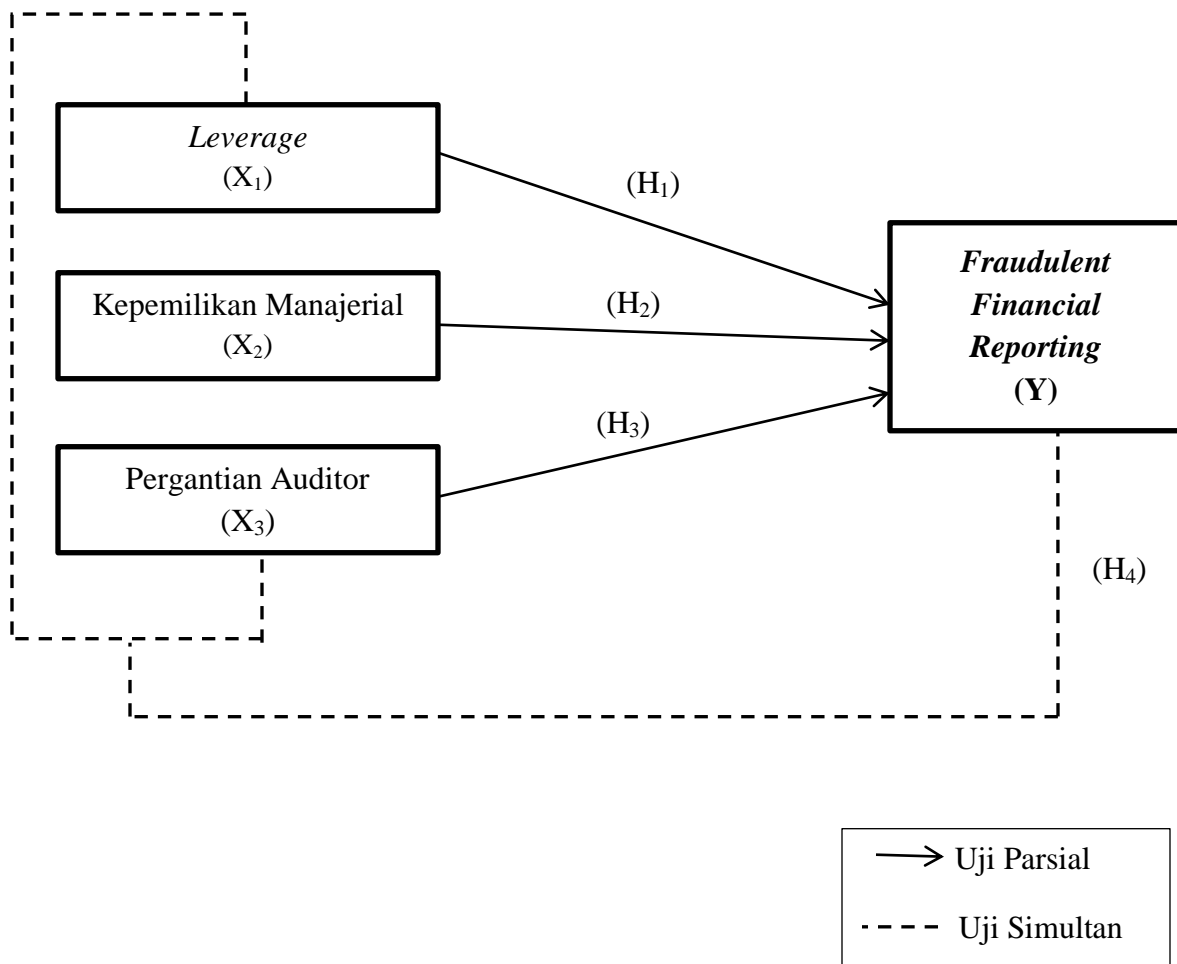 Leverage
(X₁)
(H₁)
Kepemilikan Manajerial
(X₂)
(H₂)
Pergantian Auditor
(X₃)
(H₃)
Fraudulent
Financial
Reporting
(Y)
(H₄)
Uji Parsial
Uji Simultan